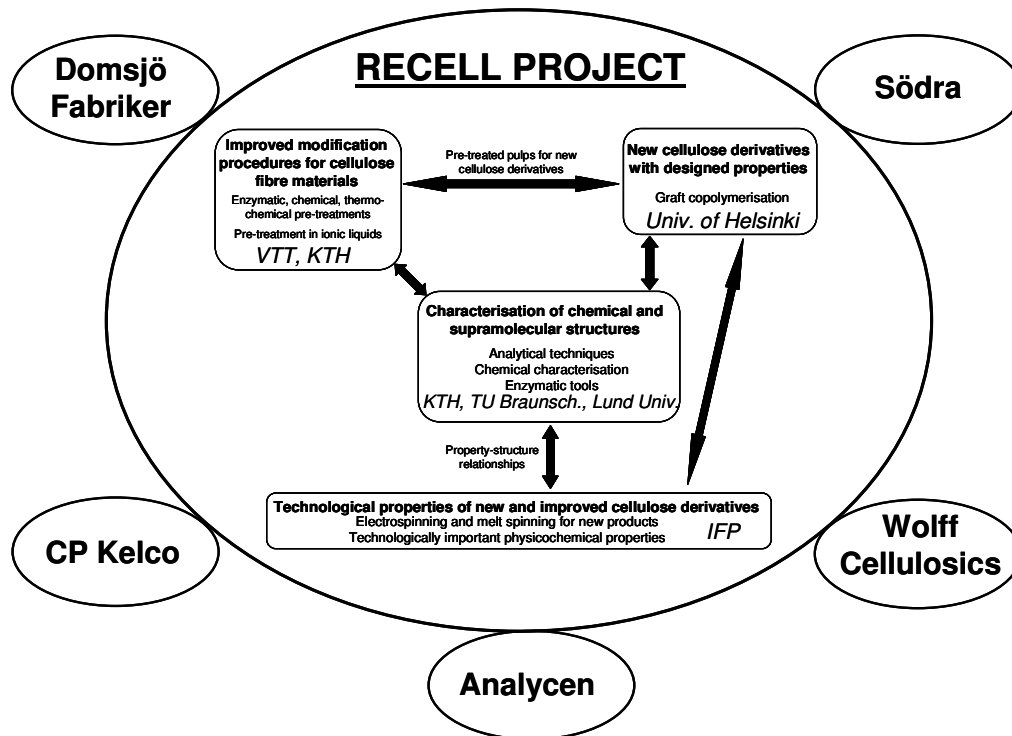 RECELL PROJECT
Domsjö
Fabriker
Södra
Improved modification
procedures for cellulose
fibre materials
Enzymatic, chemical, thermo-
chemical pre-treatments
Pre-treatment in ionic liquids
VTT, KTH
Pre-treated pulps for new
cellulose derivatives
New cellulose derivatives
with designed properties
Graft copolymerisation
Univ. of Helsinki
Characterisation of chemical and
supramolecular structures
Analytical techniques
Chemical characterisation
Enzymatic tools
KTH, TU Braunsch., Lund Univ.
Property-structure
relationships
Technological properties of new and improved cellulose derivatives
Electrospinning and melt spinning for new products
Technologically important physicochemical properties
IFP
CP Kelco
Wolff
Cellulosics
Analycen